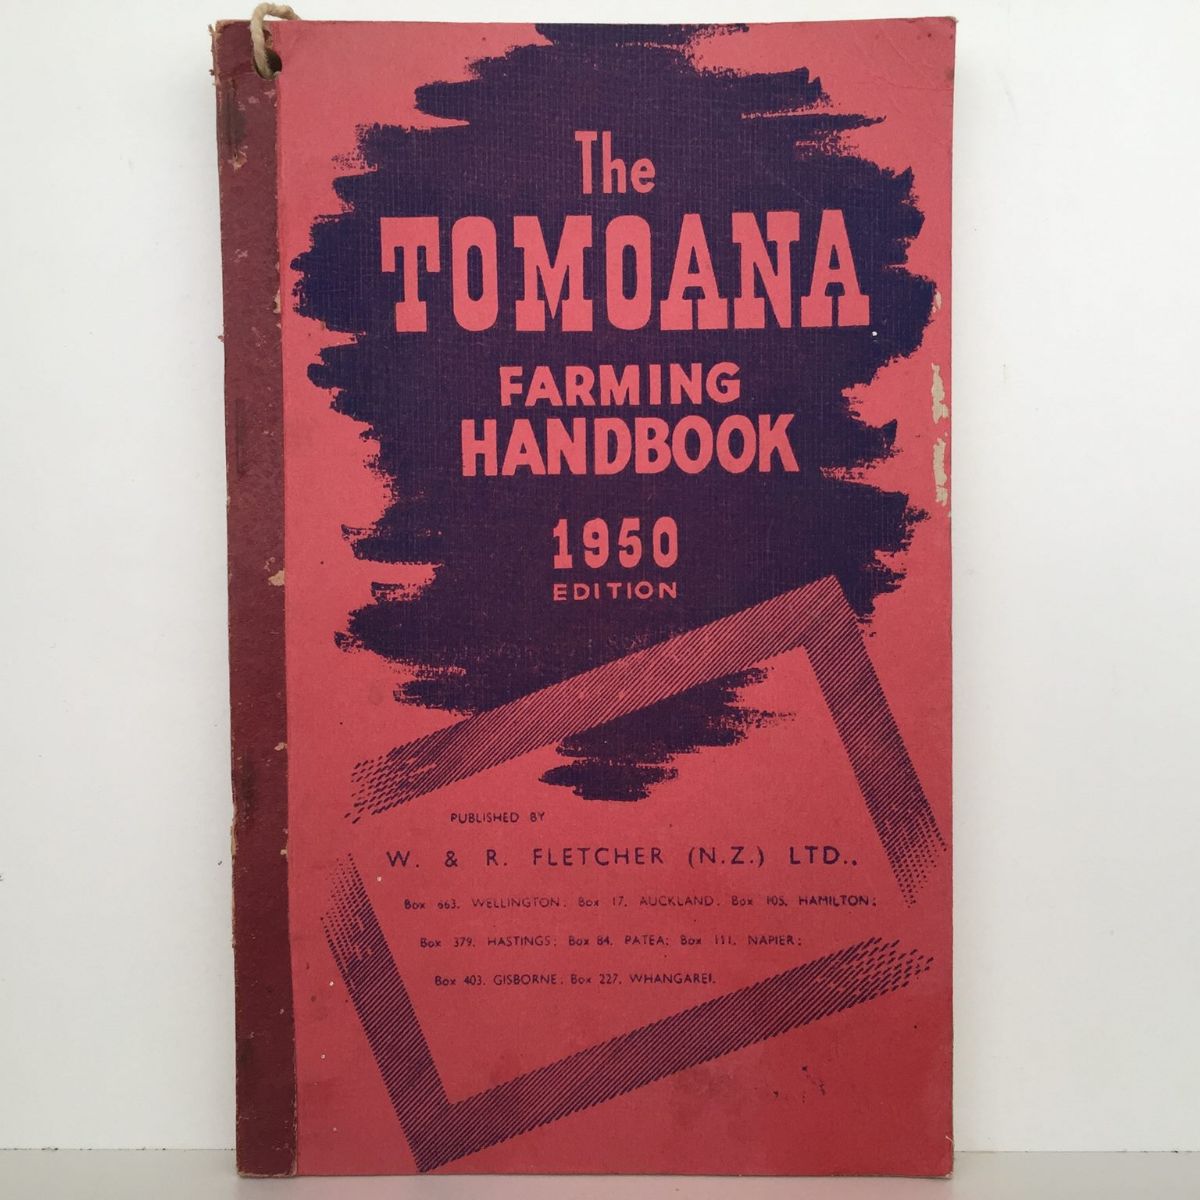 The
TOMOANA
FARMING
HANDBOOK
1950
EDITION
PUBLISHED BY
W. & R. FLETCHER (N.Z.) LTD.,
Box 663, WELLINGTON; Box 17, AUCKLAND; Box 105, HAMILTON;
Box 379, HASTINGS; Box 84, PATEA; Box 111, NAPIER;
Box 403, GISBORNE; Box 227, WHANGAREI.